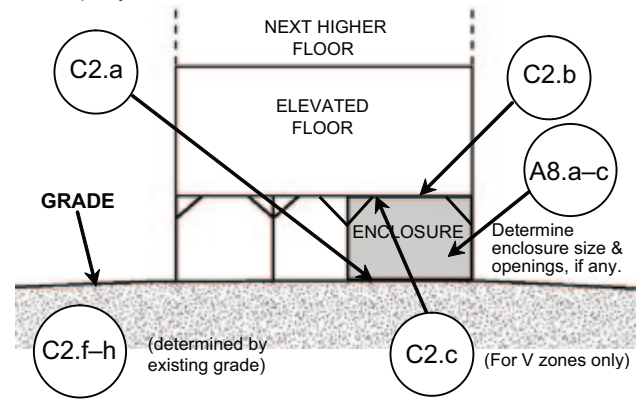 NEXT HIGHER
FLOOR
C2.a
C2.b
ELEVATED
FLOOR
A8.a–c
GRADE
ENCLOSURE
Determine
enclosure size &
openings, if any.
C2.f–h
(determined by
existing grade)
C2.c
(For V zones only)